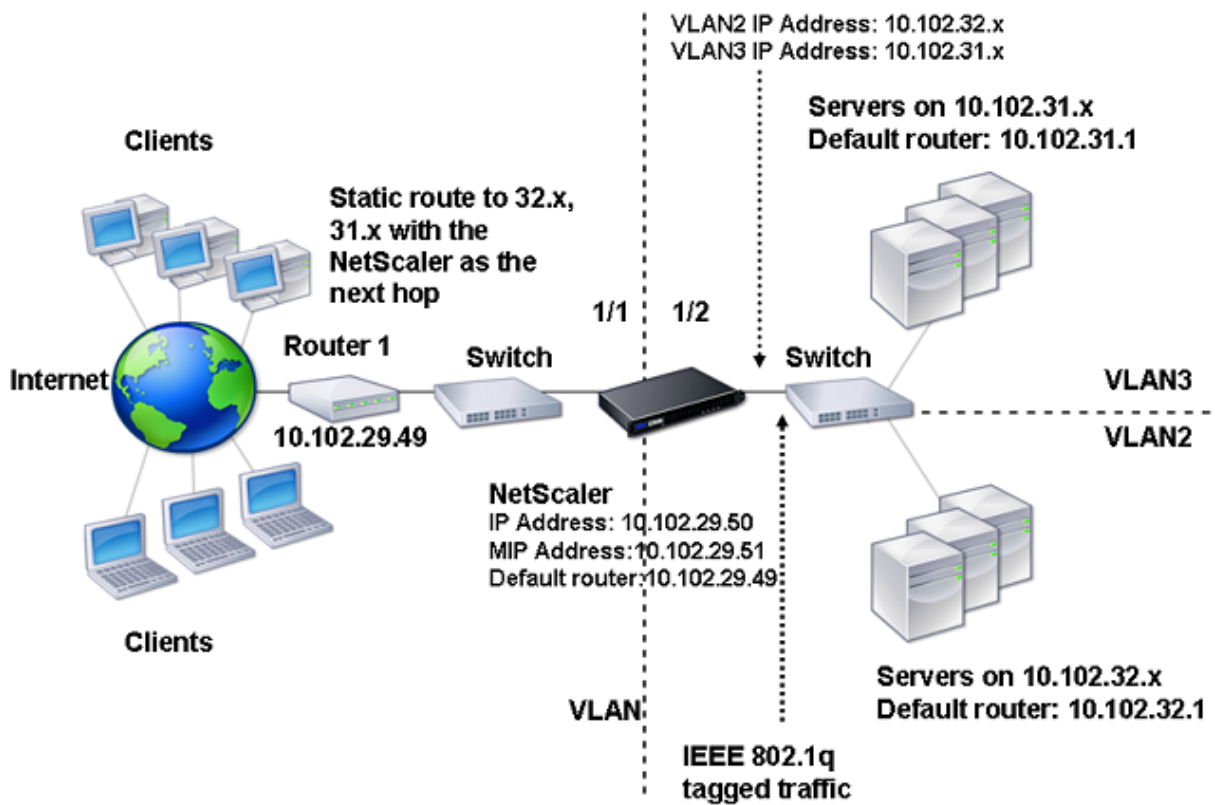 VLAN2 IP Address: 10.102.32.x
VLAN3 IP Address: 10.102.31.x
Servers on 10.102.31.x
Default router: 10.102.31.1
Clients
Static route to 32.x,
31.x with the
NetScaler as the
next hop
1/1
1/2
Internet
Router 1
Switch
Switch
VLAN3
VLAN2
10.102.29.49
NetScaler
IP Address: 10.102.29.50
MIP Address:10.102.29.51
Default router:10.102.29.49
Clients
Servers on 10.102.32.x
Default router: 10.102.32.1
VLAN
IEEE 802.1q
tagged traffic